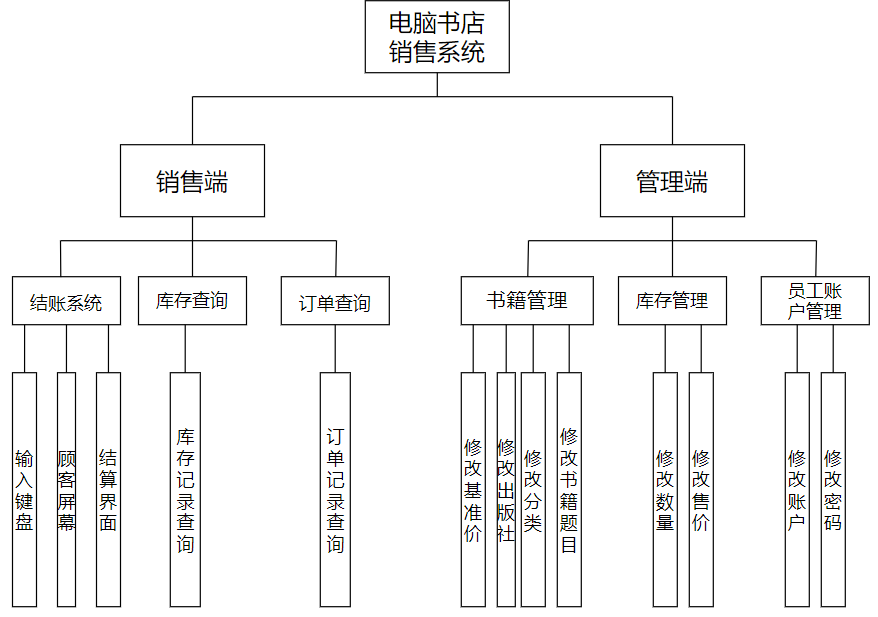 电脑书店
销售系统
销售端
管理端
结账系统
库存查询
订单查询
书籍管理
库存管理
员工账
户管理
输入键盘
顾客屏幕
结算界面
库存记录查询
订单记录查询
修改基准价
修改出版社
修改分类
修改书籍题目
修改数量
修改售价
修改账户
修改密码